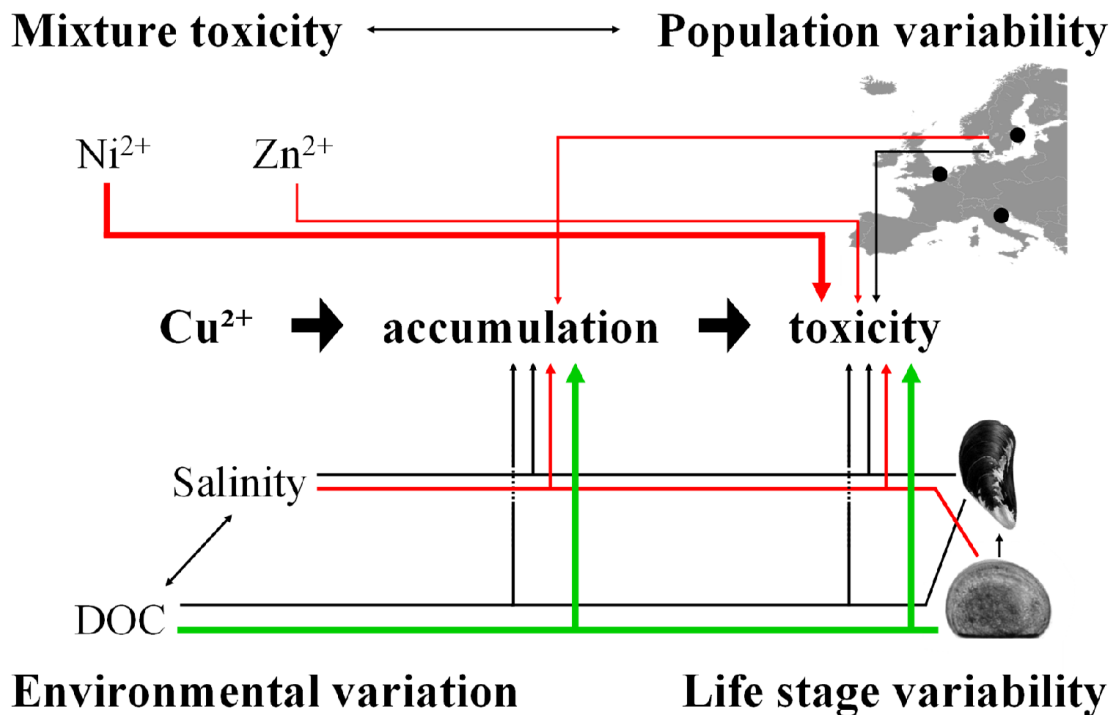 Mixture toxicity
Population variability
Ni²⁺
Zn²⁺
Cu²⁺
accumulation
toxicity
Salinity
DOC
Environmental variation
Life stage variability